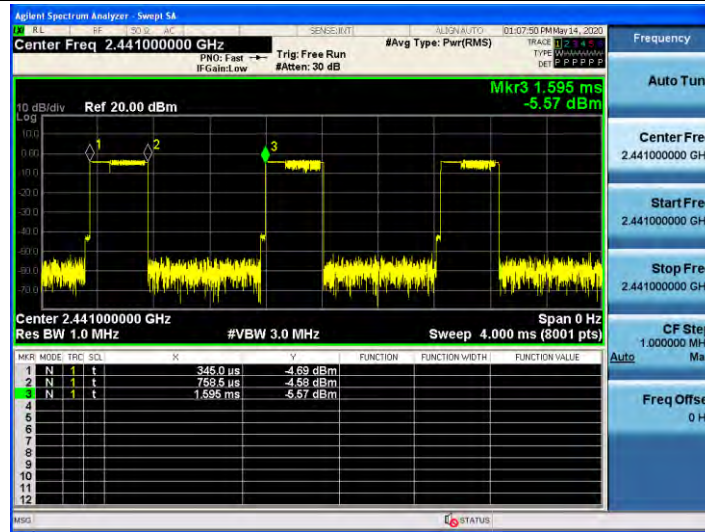 Agilent Spectrum Analyzer - Swept SA
RL RF 50 Ω AC SENSE:INT ALIGN AUTO 01:07:50 PM May 14, 2020
Center Freq 2.441000000 GHz #Avg Type: Pwr(RMS) TRACE 1 2 3 4 5 6
PNO: Fast Trig: Free Run TYPE
IFGain:Low #Atten: 30 dB DET P P P P P P
Frequency
Auto Tun
Mkr3 1.595 ms
-5.57 dBm
10 dB/div Ref 20.00 dBm
Log
10.0
0.00
-10.0
-20.0
-30.0
-40.0
-50.0
-60.0
-70.0
1
2
3
Center Fre
2.441000000 GH
Start Fre
2.441000000 GH
Stop Fre
2.441000000 GH
Center 2.441000000 GHz Span 0 Hz
Res BW 1.0 MHz #VBW 3.0 MHz Sweep 4.000 ms (8001 pts)
CF Step
1.000000 MH
Auto Ma
MKR MODE TRC SCL X Y FUNCTION FUNCTION WIDTH FUNCTION VALUE
1 N 1 t 345.0 µs -4.69 dBm
2 N 1 t 758.5 µs -4.58 dBm
3 N 1 t 1.595 ms -5.57 dBm
4
5
6
7
8
9
10
11
12
Freq Offse
0 H
MSG STATUS